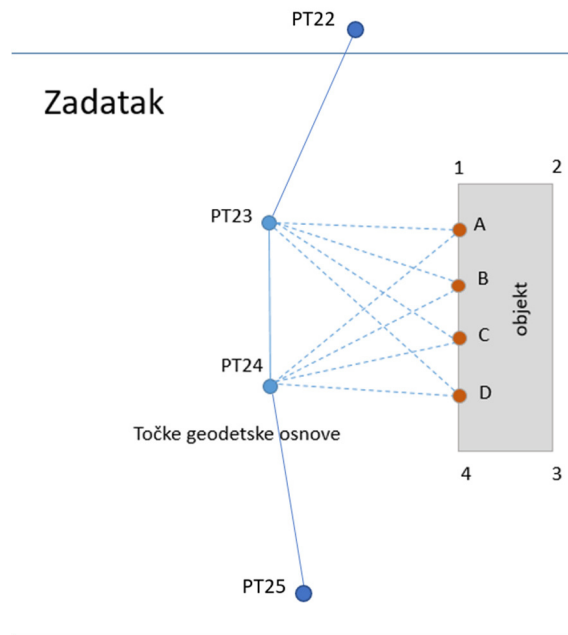 PT22
Zadatak
1
2
PT23
A
B
objekt
C
PT24
D
Točke geodetske osnove
4
3
PT25